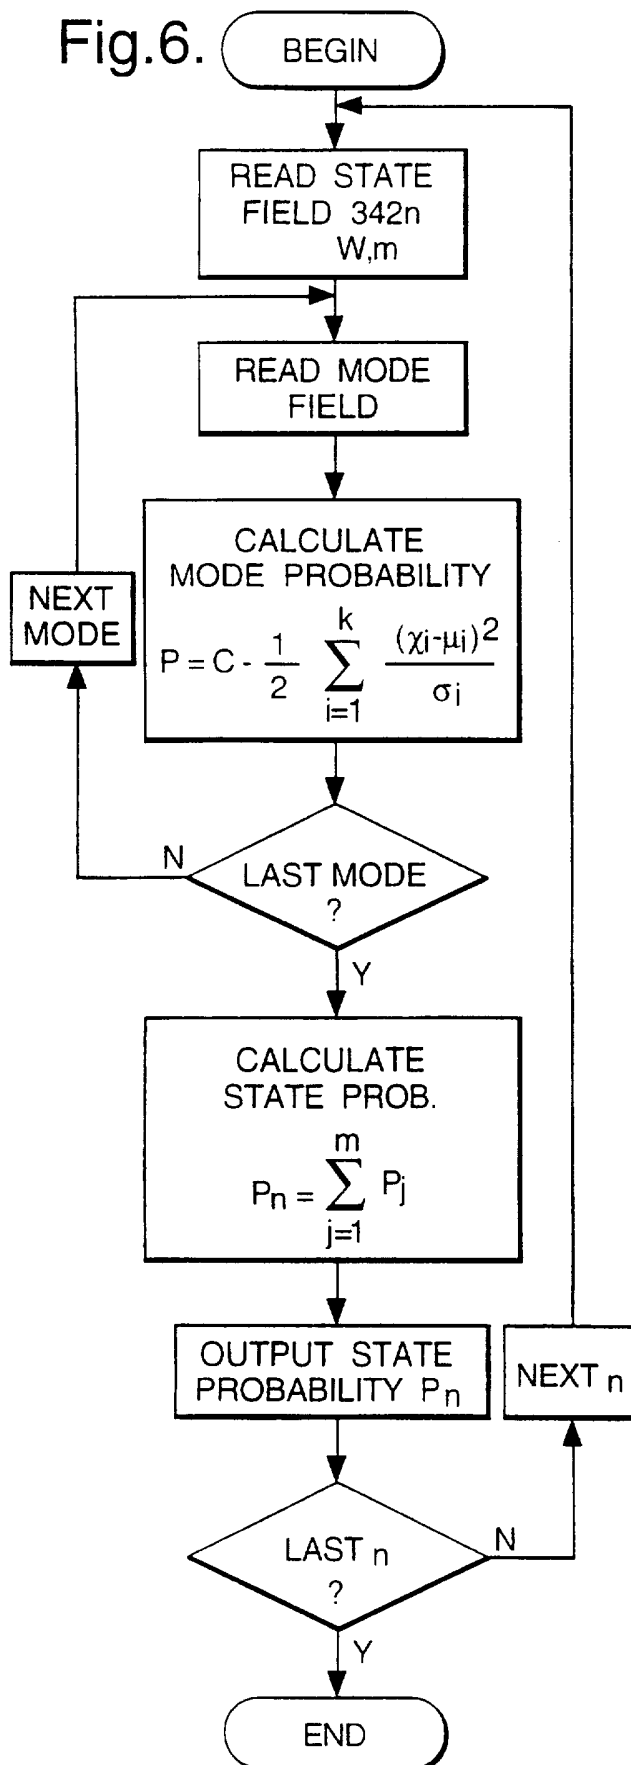 Fig.6.
BEGIN
READ STATE
FIELD 342n
W,m
READ MODE
FIELD
CALCULATE
MODE PROBABILITY
P = C - 1/2 k∑i=1 (χi-μi)2/σi
NEXT
MODE
N
LAST MODE
?
Y
CALCULATE
STATE PROB.
Pn = m∑j=1 Pj
OUTPUT STATE
PROBABILITY Pn
NEXT n
LAST n
?
N
Y
END